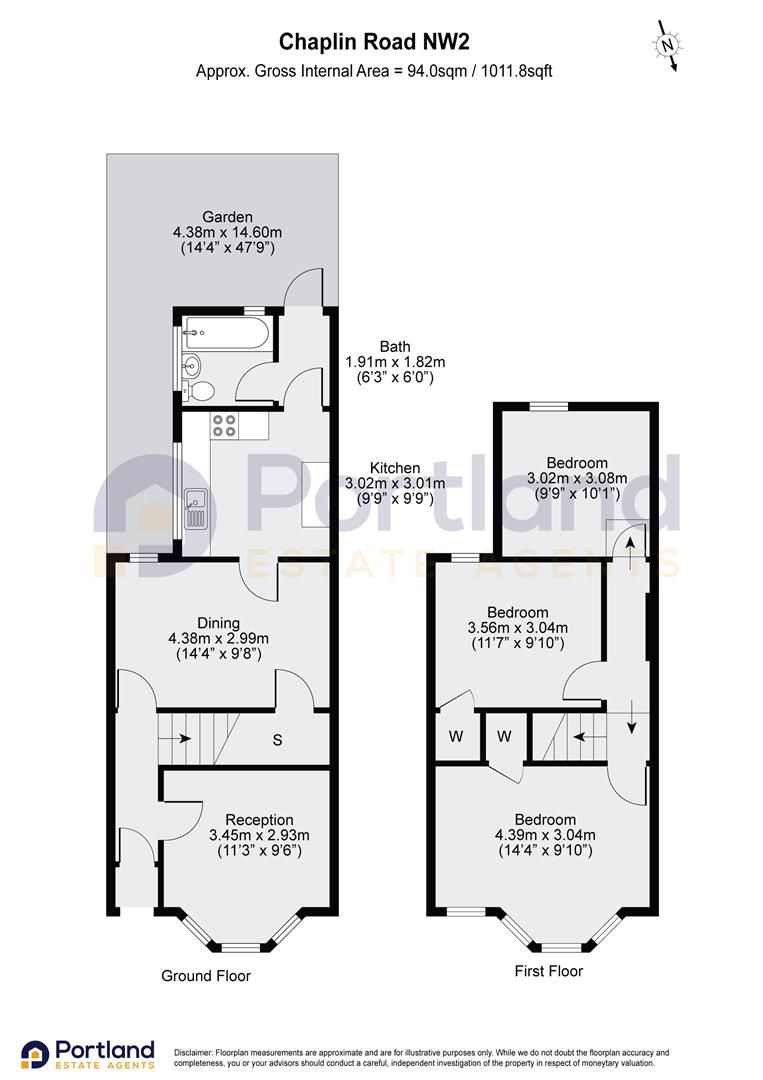 Chaplin Road NW2
Approx. Gross Internal Area = 94.0sqm / 1011.8sqft
N
Garden
4.38m x 14.60m
(14'4" x 47'9")
Bath
1.91m x 1.82m
(6'3" x 6'0")
Kitchen
3.02m x 3.01m
(9'9" x 9'9")
Dining
4.38m x 2.99m
(14'4" x 9'8")
S
Reception
3.45m x 2.93m
(11'3" x 9'6")
Ground Floor
Bedroom
3.02m x 3.08m
(9'9" x 10'1")
Bedroom
3.56m x 3.04m
(11'7" x 9'10")
W
W
Bedroom
4.39m x 3.04m
(14'4" x 9'10")
First Floor
Portland
ESTATE AGENTS
Portland
ESTATE AGENTS
Disclaimer: Floorplan measurements are approximate and are for illustrative purposes only. While we do not doubt the floorplan accuracy and
completeness, you or your advisors should conduct a careful, independent investigation of the property in respect of monetary valuation.